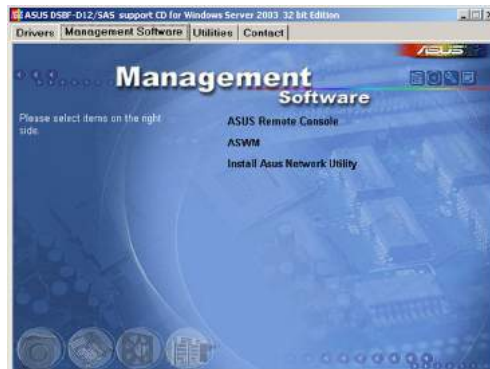 ASUS DSBF-D12/SAS support CD for Windows Server 2003 32 bit Edition
Drivers Management Software Utilities Contact
ASUS
Management
Software
Please select items on the right
side.
ASUS Remote Console
ASWM
Install Asus Network Utility